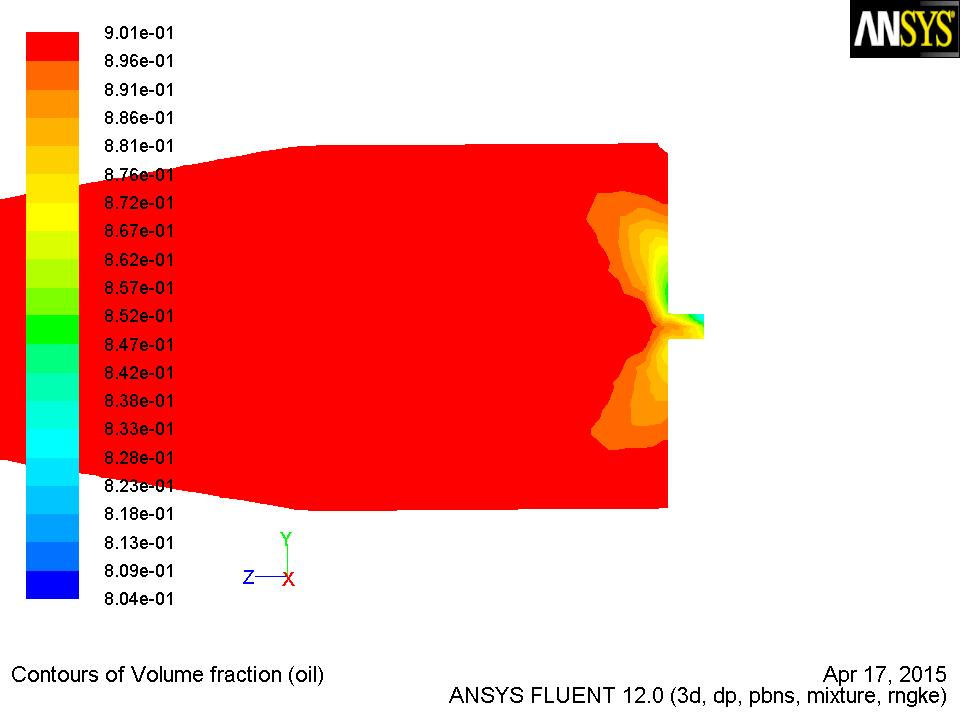 ANSYS
9.01e-01
8.96e-01
8.91e-01
8.86e-01
8.81e-01
8.76e-01
8.72e-01
8.67e-01
8.62e-01
8.57e-01
8.52e-01
8.47e-01
8.42e-01
8.38e-01
8.33e-01
8.28e-01
8.23e-01
8.18e-01
8.13e-01
8.09e-01
8.04e-01
Y
Z
X
Contours of Volume fraction (oil)
Apr 17, 2015
ANSYS FLUENT 12.0 (3d, dp, pbns, mixture, rngke)